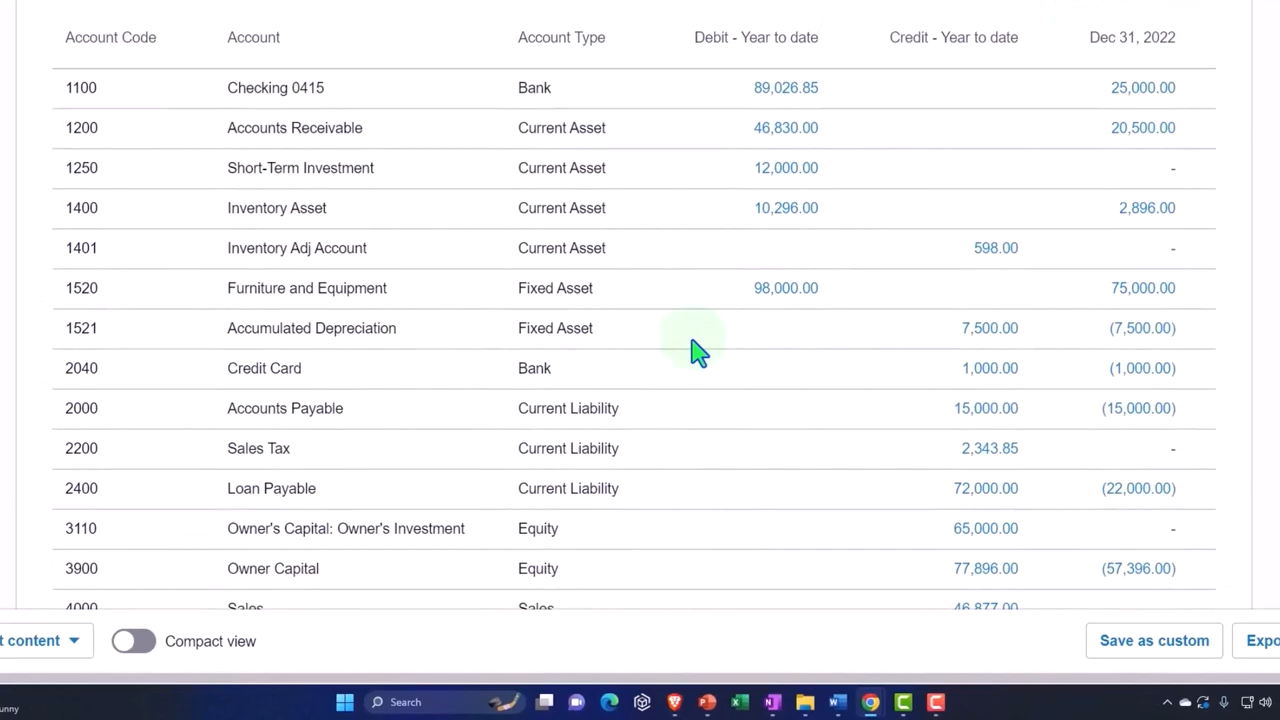 Account Code Account Account Type Debit - Year to date Credit - Year to date Dec 31, 2022
1100 Checking 0415 Bank 89,026.85 25,000.00
1200 Accounts Receivable Current Asset 46,830.00 20,500.00
1250 Short-Term Investment Current Asset 12,000.00 -
1400 Inventory Asset Current Asset 10,296.00 2,896.00
1401 Inventory Adj Account Current Asset 598.00 -
1520 Furniture and Equipment Fixed Asset 98,000.00 75,000.00
1521 Accumulated Depreciation Fixed Asset 7,500.00 (7,500.00)
2040 Credit Card Bank 1,000.00 (1,000.00)
2000 Accounts Payable Current Liability 15,000.00 (15,000.00)
2200 Sales Tax Current Liability 2,343.85 -
2400 Loan Payable Current Liability 72,000.00 (22,000.00)
3110 Owner's Capital: Owner's Investment Equity 65,000.00 -
3900 Owner Capital Equity 77,896.00 (57,396.00)
4000 Sales Sales 46,877.00
t content Compact view Save as custom Expo
unny Search